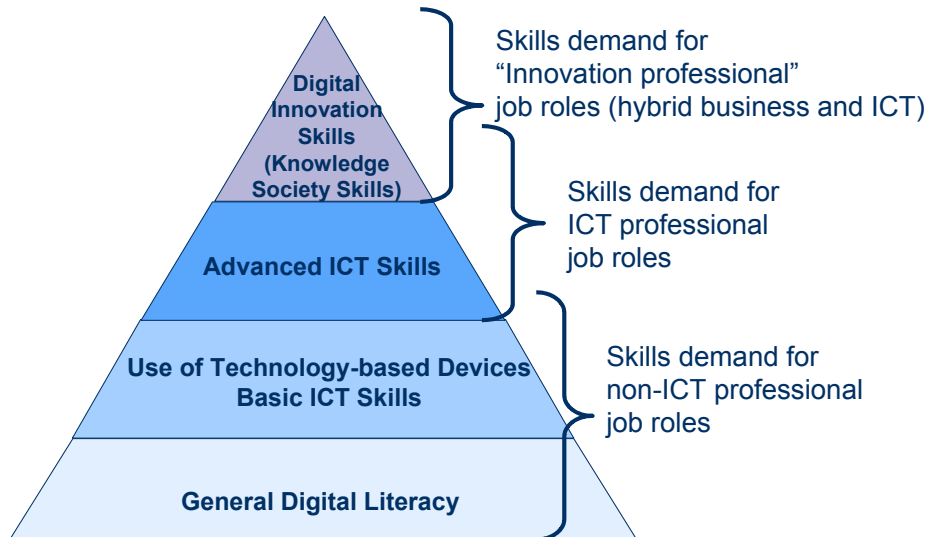 Digital
Innovation
Skills
(Knowledge
Society Skills)
Skills demand for
“Innovation professional”
job roles (hybrid business and ICT)
Advanced ICT Skills
Skills demand for
ICT professional
job roles
Use of Technology-based Devices
Basic ICT Skills
Skills demand for
non-ICT professional
job roles
General Digital Literacy